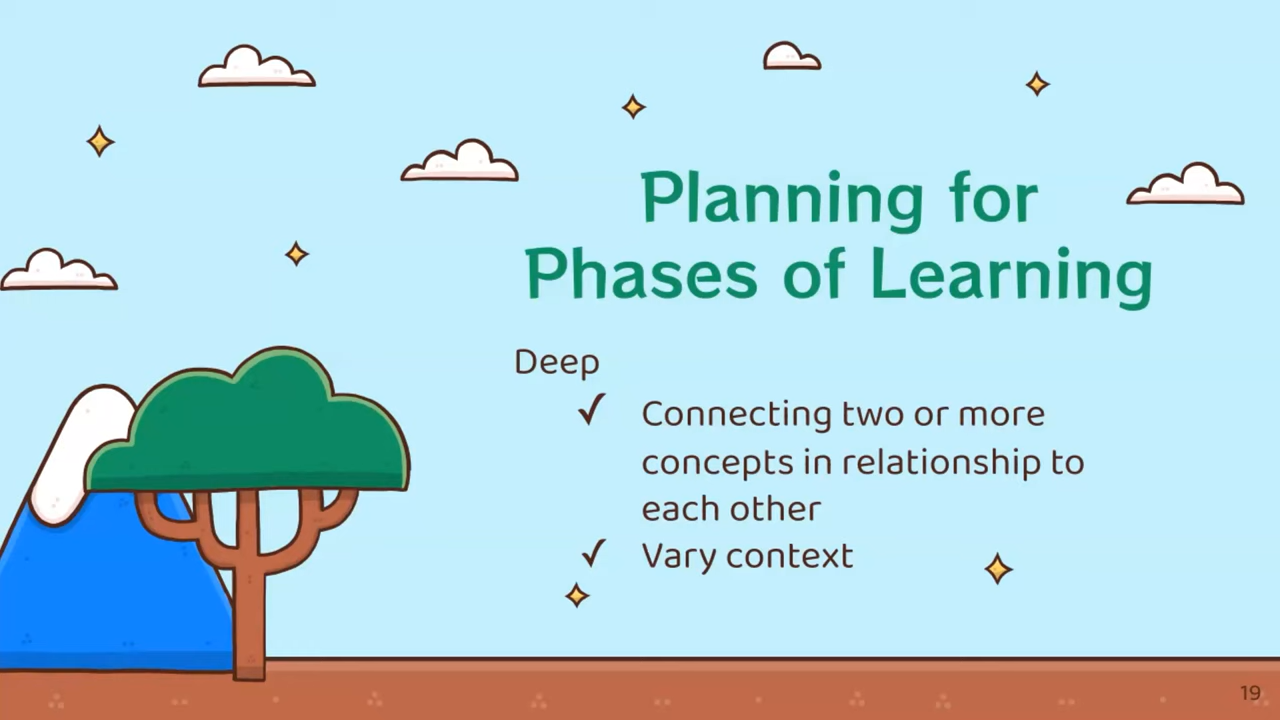 Planning for
Phases of Learning
Deep
✓ Connecting two or more
concepts in relationship to
each other
✓ Vary context
19